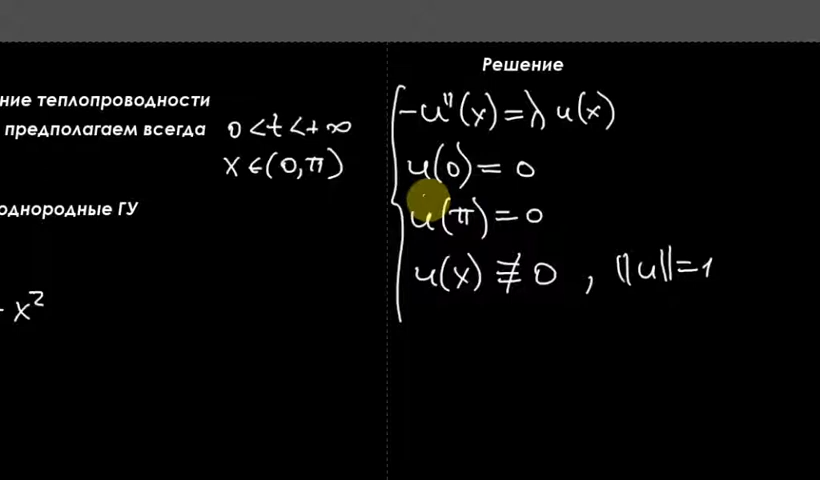 ние теплопроводности
предполагаем всегда 0 < t < + ∞
x ∈ (0, π)
однородные ГУ
x²
Решение
-u''(x) = λ u(x)
u(0) = 0
u(π) = 0
u(x) ≢ 0 , ||u|| = 1